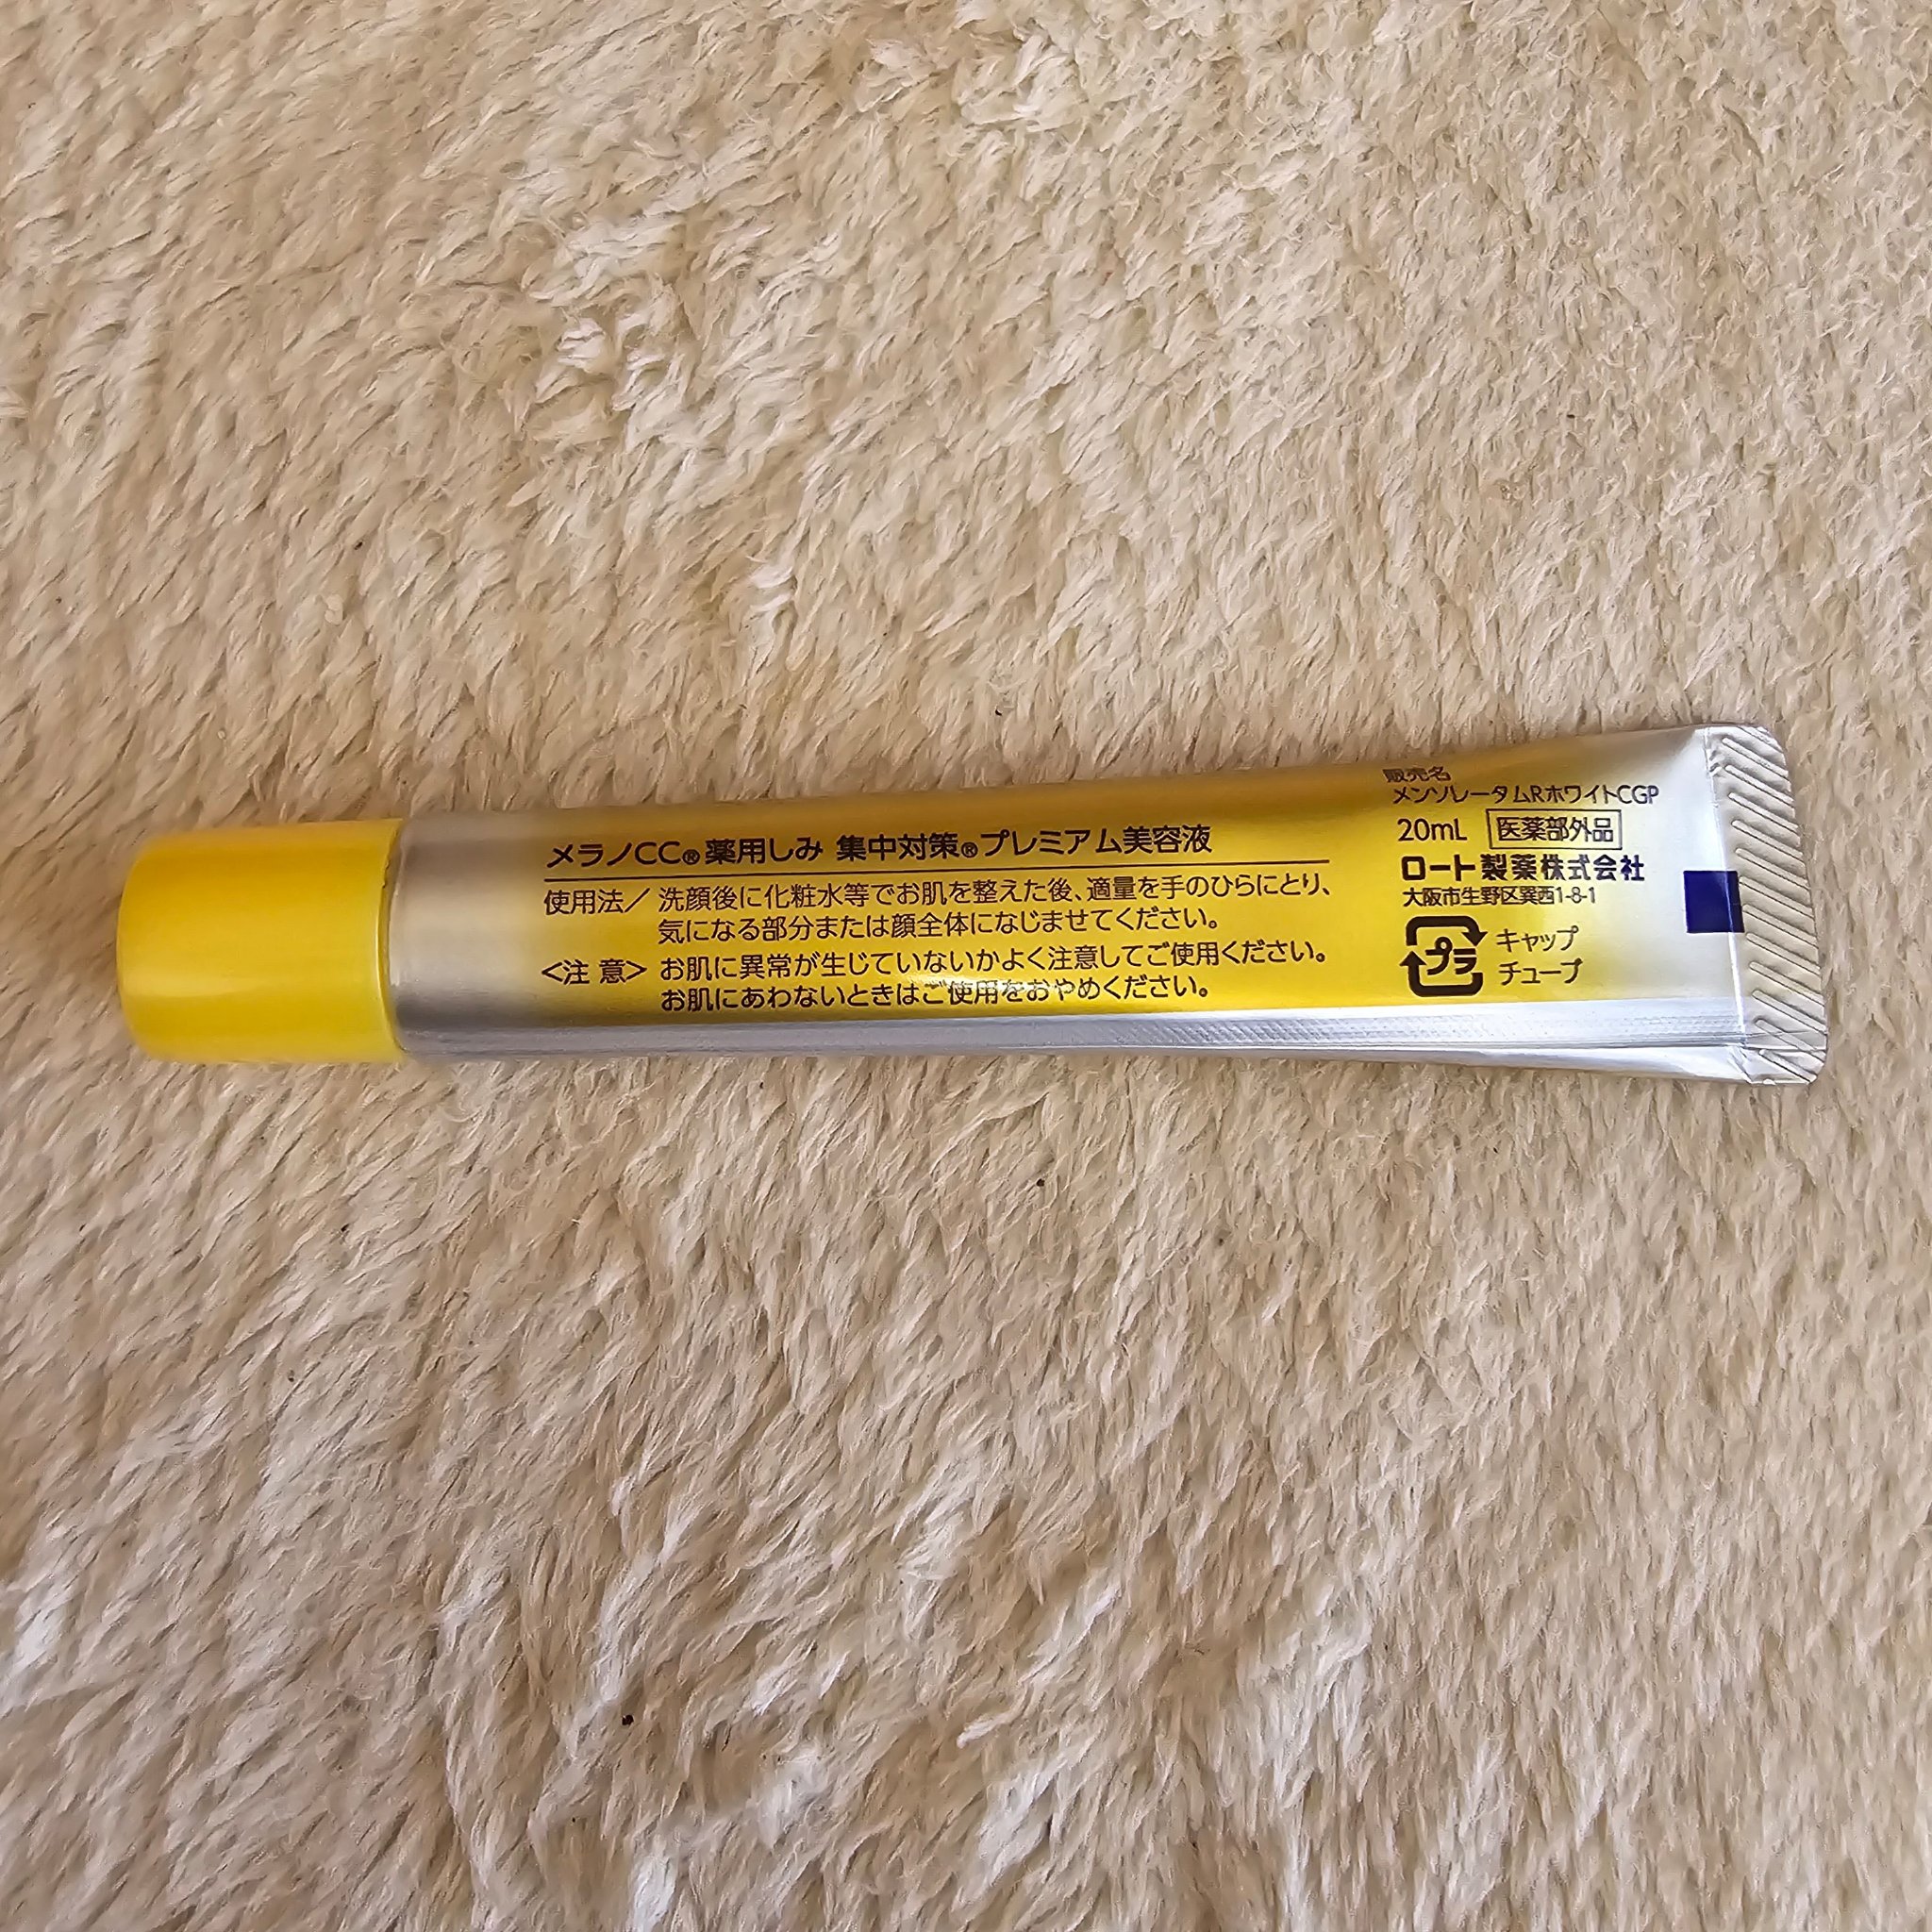 メラノCC®薬用しみ 集中対策®プレミアム美容液
使用法/洗顔後に化粧水等でお肌を整えた後、適量を手のひらにとり、
気になる部分または顔全体になじませてください。
<注 意>お肌に異常が生じていないかよく注意してご使用ください。
お肌にあわないときはご使用をおやめください。
販売名
メンソレータムRホワイトCGP
20mL 医薬部外品
ロート製薬株式会社
大阪市生野区巽西1-8-1
プラ
キャップ
チューブ